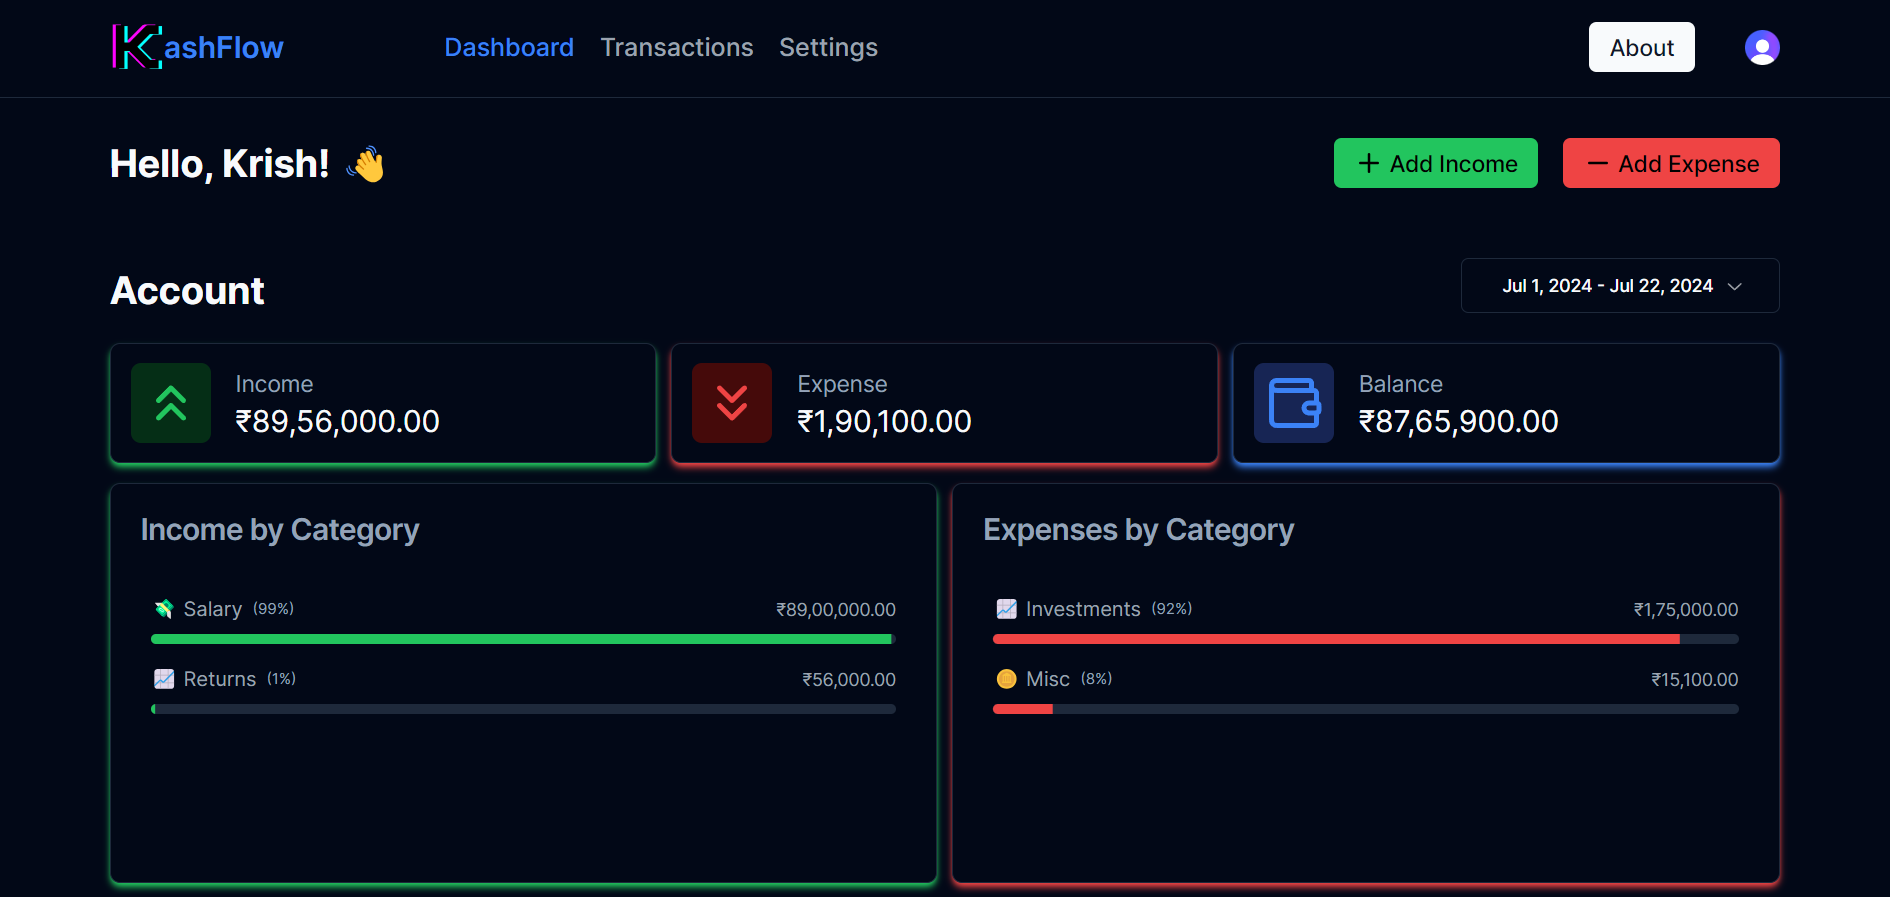 KashFlow Dashboard Transactions Settings About
Hello, Krish! 👋 + Add Income − Add Expense
Account Jul 1, 2024 - Jul 22, 2024
Income
₹89,56,000.00
Expense
₹1,90,100.00
Balance
₹87,65,900.00
Income by Category
Salary (99%) ₹89,00,000.00
Returns (1%) ₹56,000.00
Expenses by Category
Investments (92%) ₹1,75,000.00
Misc (8%) ₹15,100.00